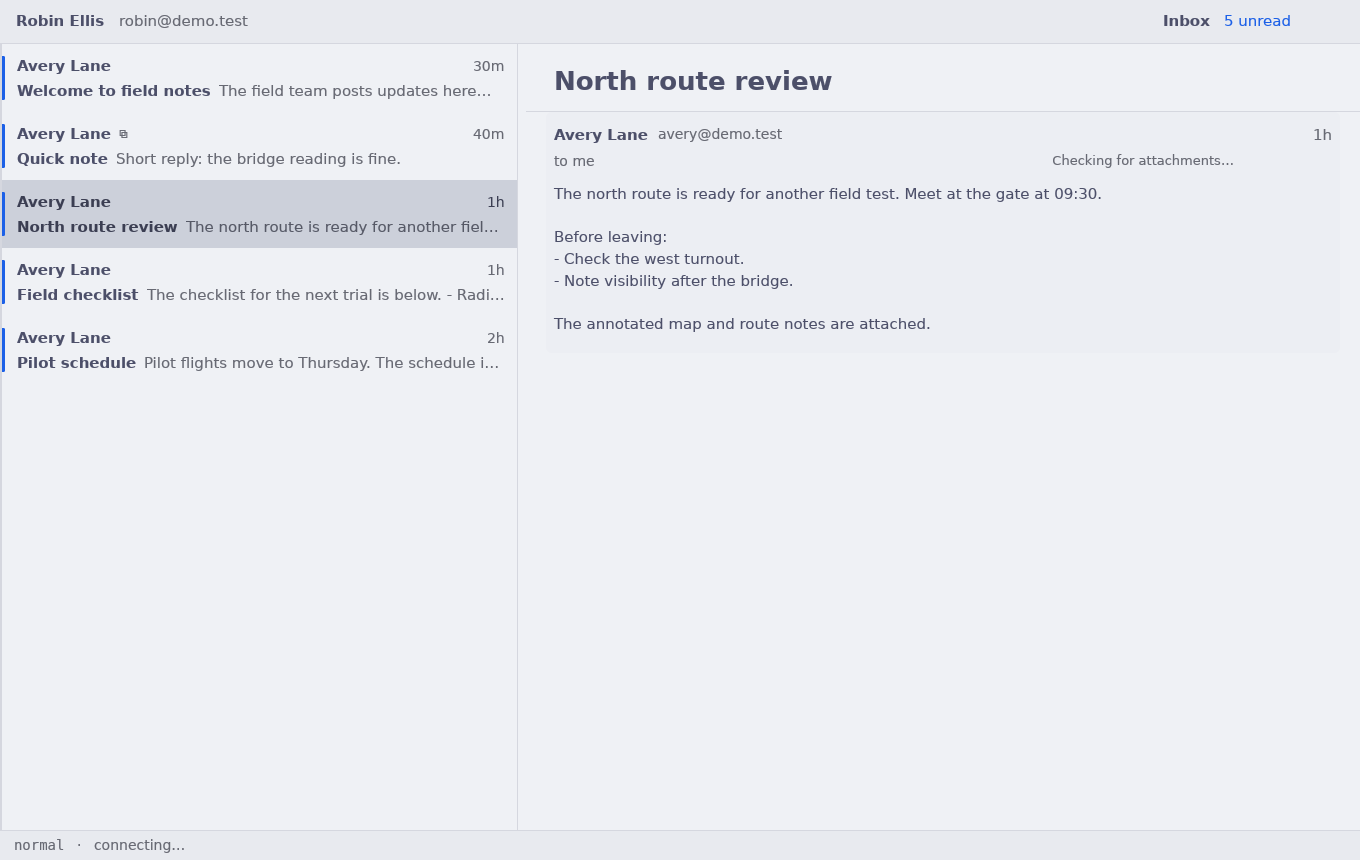 Robin Ellis robin@demo.test Inbox 5 unread
Avery Lane 30m
Welcome to field notes The field team posts updates here…
Avery Lane 40m
Quick note Short reply: the bridge reading is fine.
Avery Lane 1h
North route review The north route is ready for another fiel…
Avery Lane 1h
Field checklist The checklist for the next trial is below. - Radi…
Avery Lane 2h
Pilot schedule Pilot flights move to Thursday. The schedule i…
North route review
Avery Lane avery@demo.test 1h
to me Checking for attachments…
The north route is ready for another field test. Meet at the gate at 09:30.
Before leaving:
- Check the west turnout.
- Note visibility after the bridge.
The annotated map and route notes are attached.
normal · connecting…